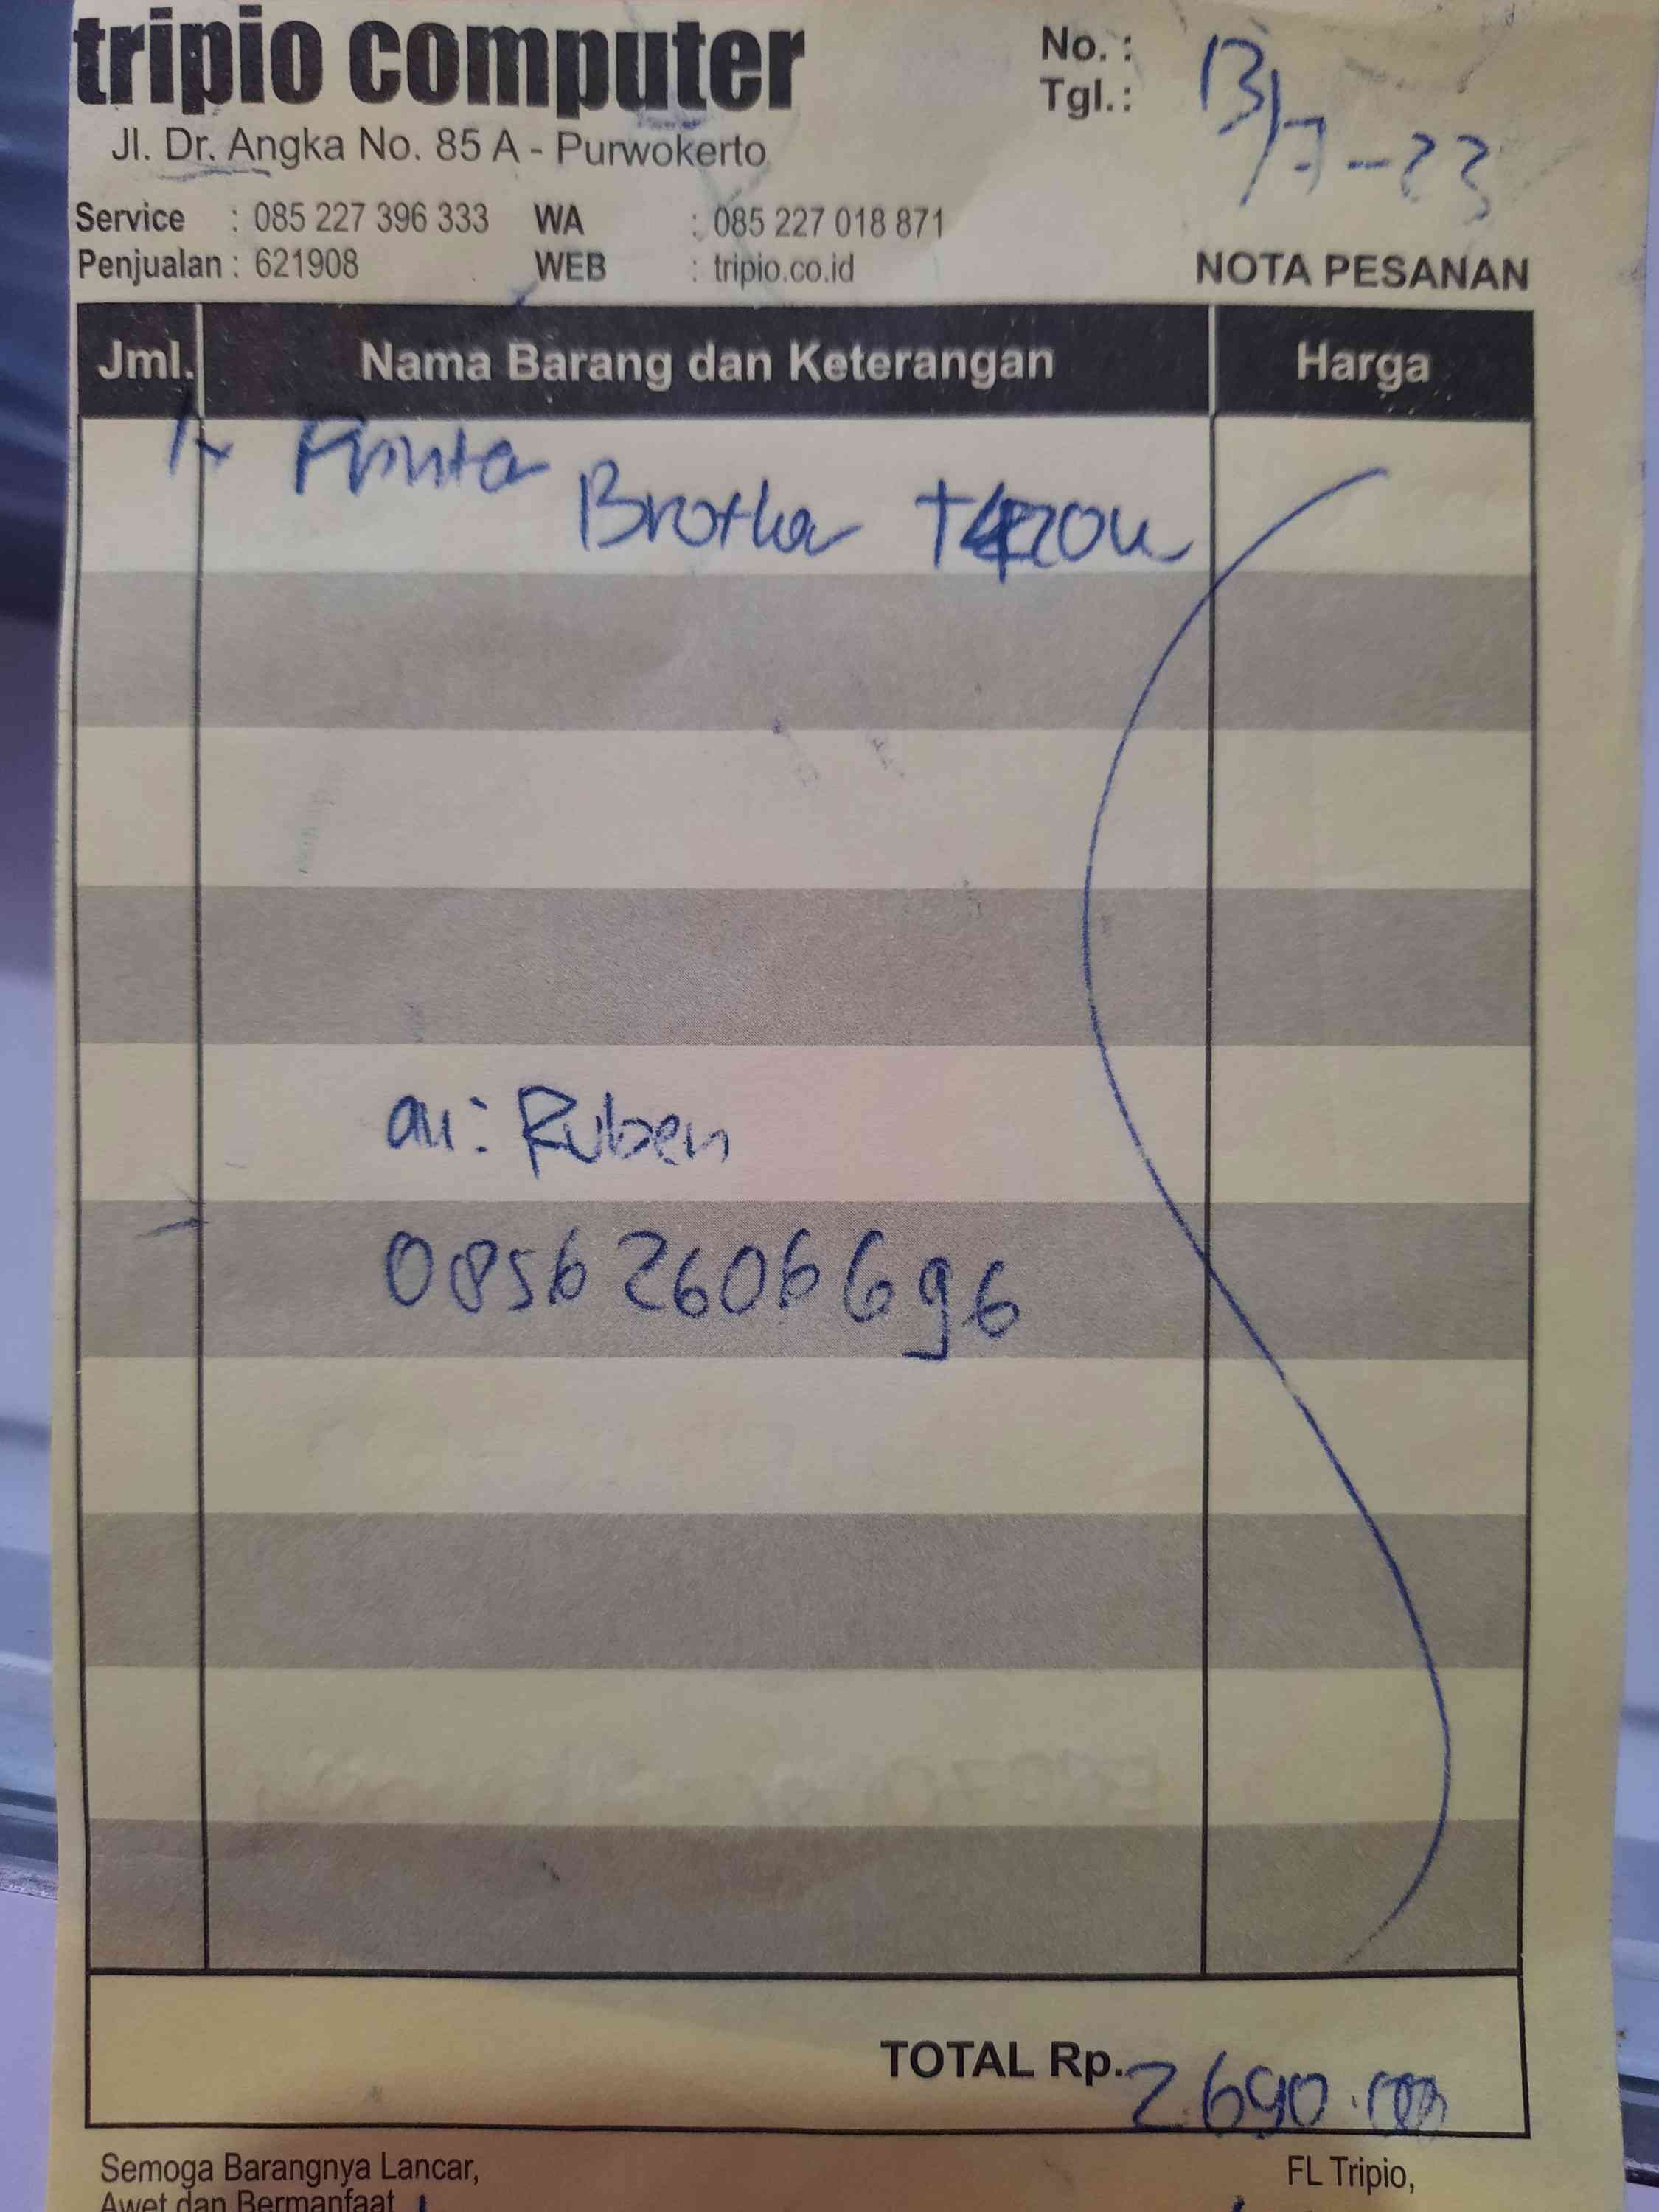 tripio computer
Jl. Dr. Angka No. 85 A - Purwokerto
No. :
Tgl. : 13/7-23
Service : 085 227 396 333 WA : 085 227 018 871
Penjualan : 621908 WEB : tripio.co.id
NOTA PESANAN
Jml. Nama Barang dan Keterangan Harga
1x Printer
Brother T420W
an: Ruben
08562606696
TOTAL Rp. 2.690.000
Semoga Barangnya Lancar, FL Tripio,
Awet dan Bermanfaat